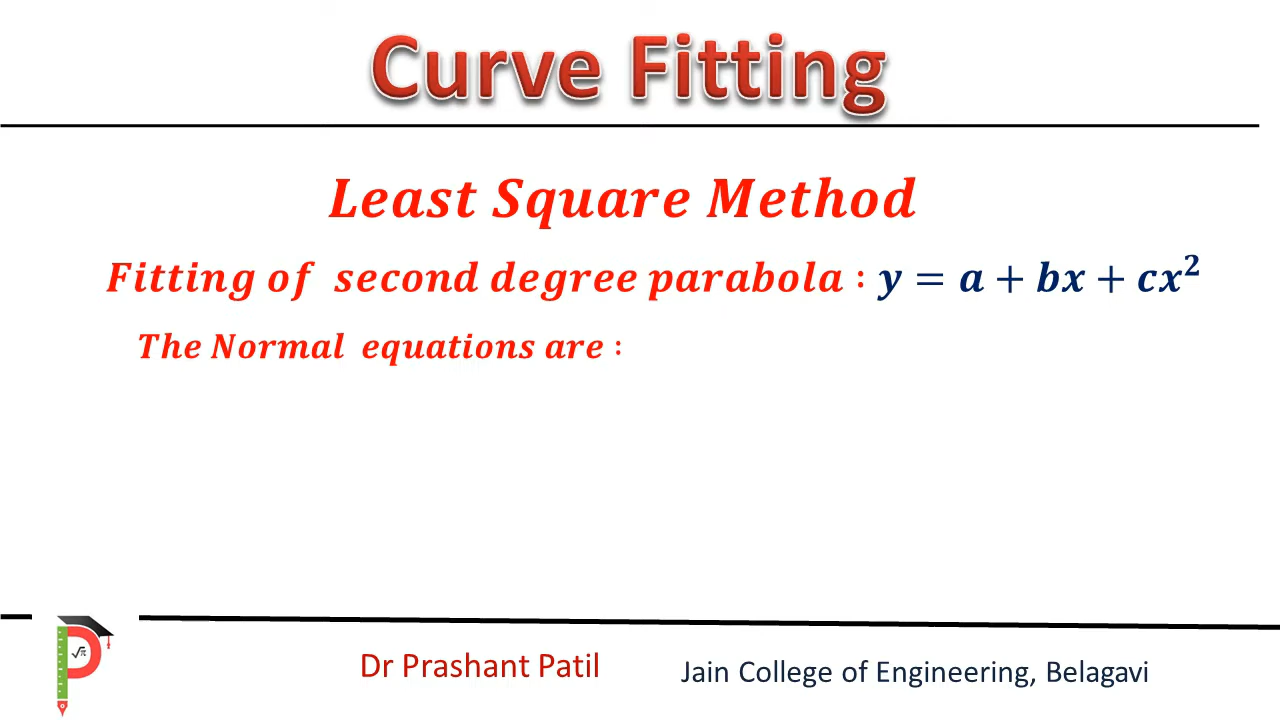 Curve Fitting
Least Square Method
Fitting of second degree parabola : y = a + bx + cx²
The Normal equations are :
Dr Prashant Patil
Jain College of Engineering, Belagavi